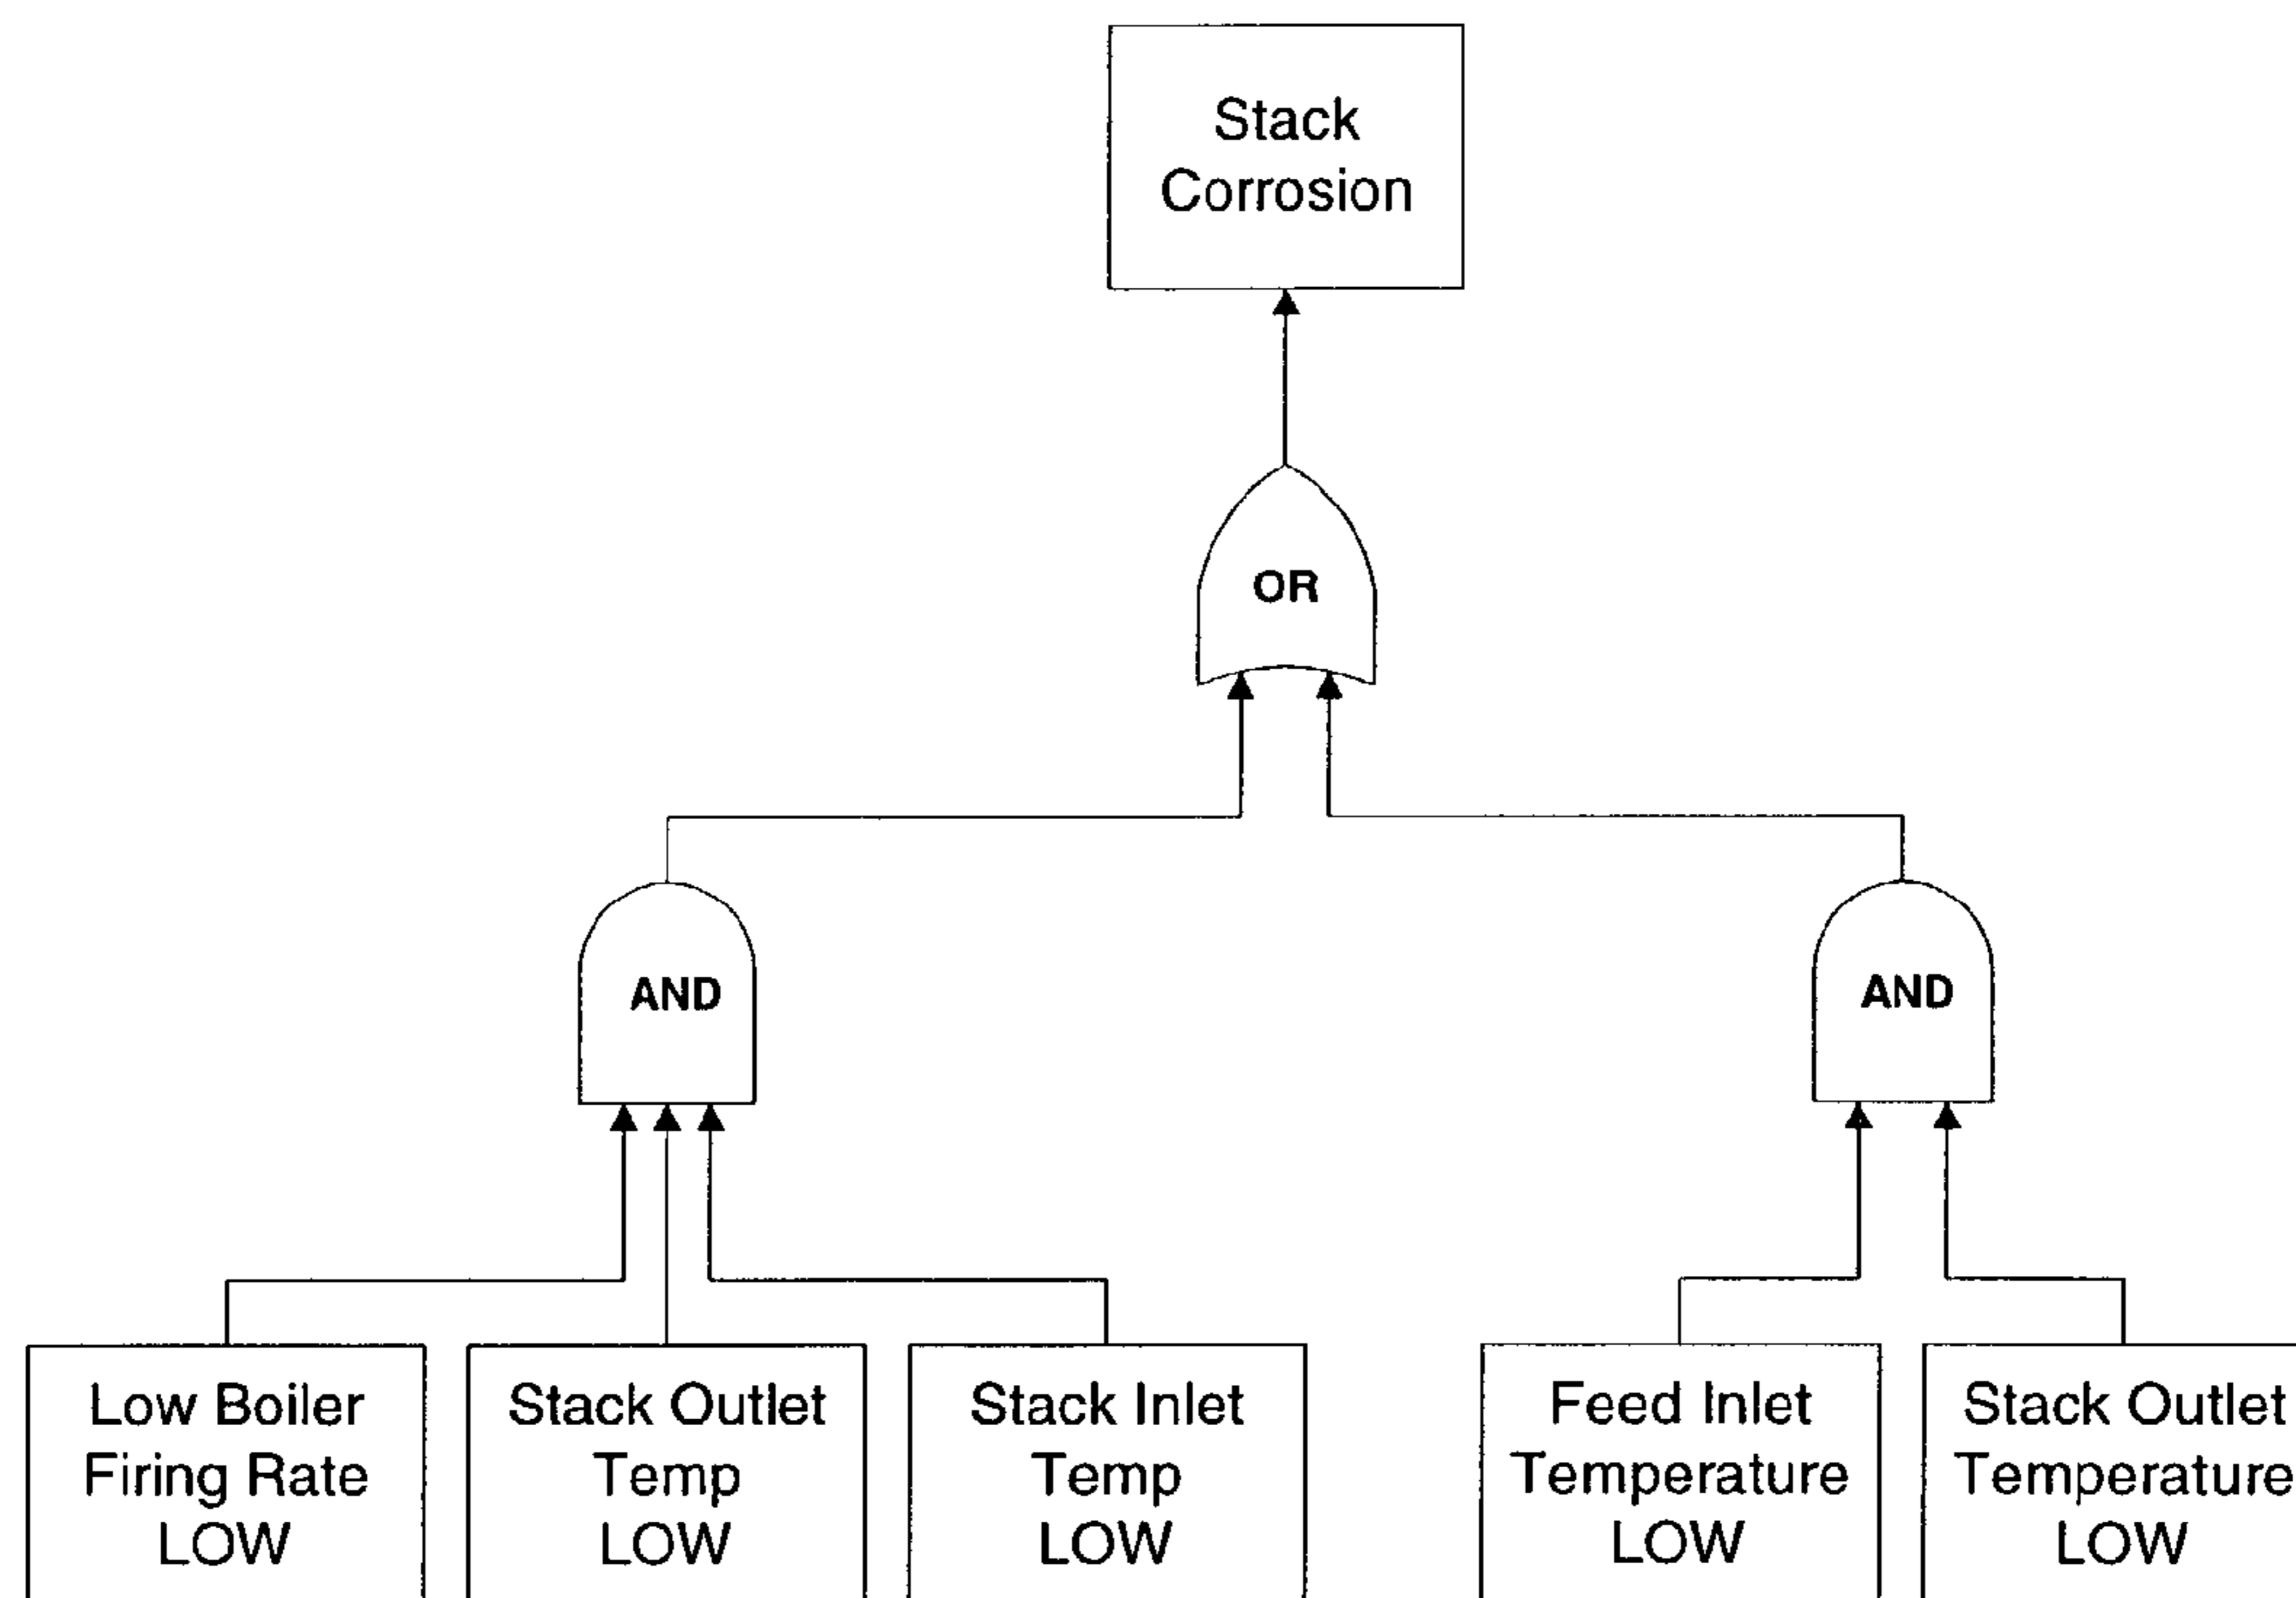 Stack
Corrosion
OR
AND
AND
Low Boiler
Firing Rate
LOW
Stack Outlet
Temp
LOW
Stack Inlet
Temp
LOW
Feed Inlet
Temperature
LOW
Stack Outlet
Temperature
LOW